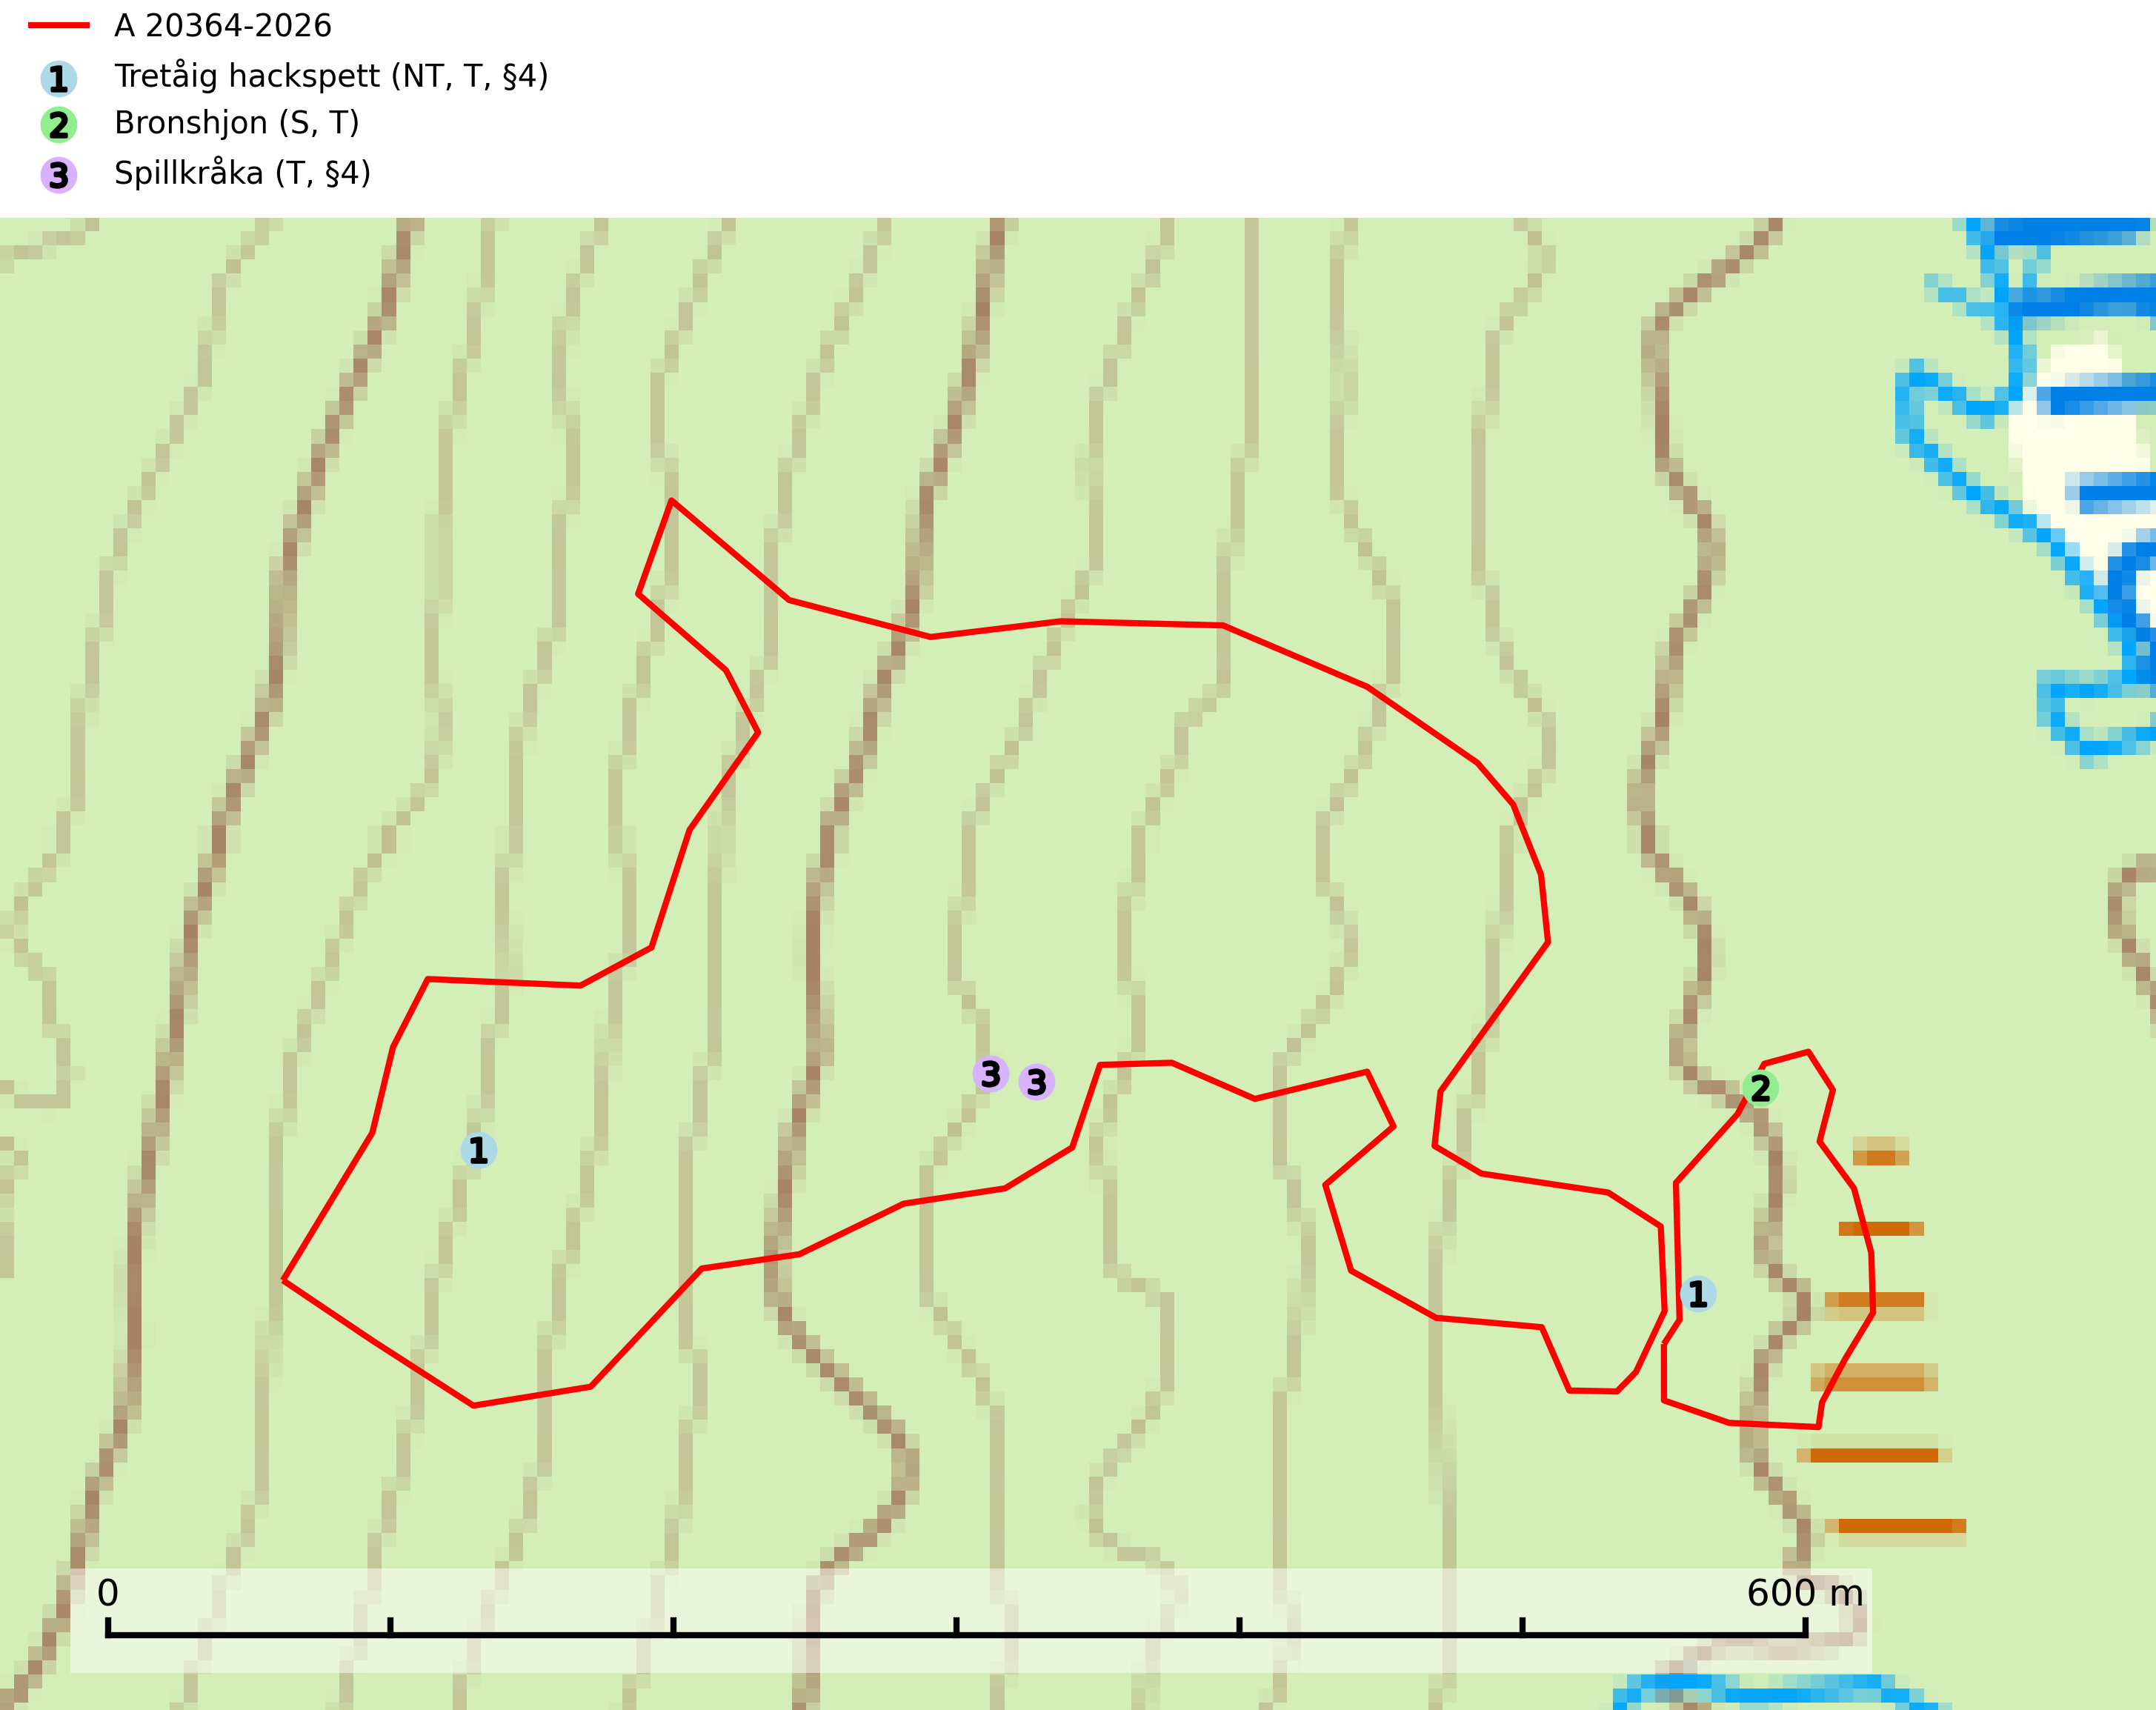 A 20364-2026
1 Tretåig hackspett (NT, T, §4)
2 Bronshjon (S, T)
3 Spillkråka (T, §4)
3 3 2
1
1
0 600 m